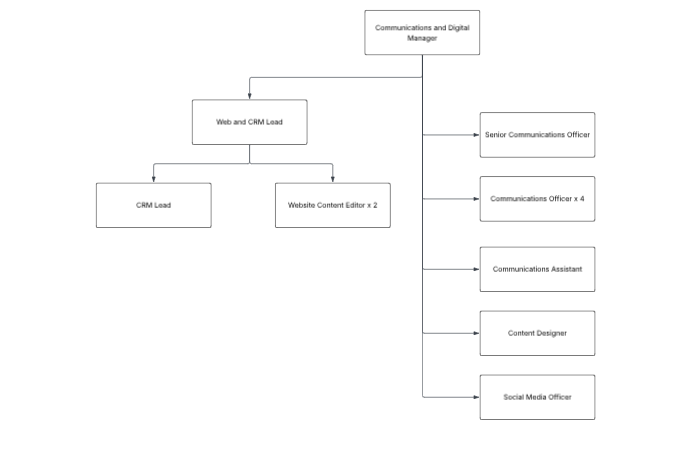 Communications and Digital
Manager
Web and CRM Lead
Senior Communications Officer
CRM Lead
Website Content Editor x 2
Communications Officer x 4
Communications Assistant
Content Designer
Social Media Officer